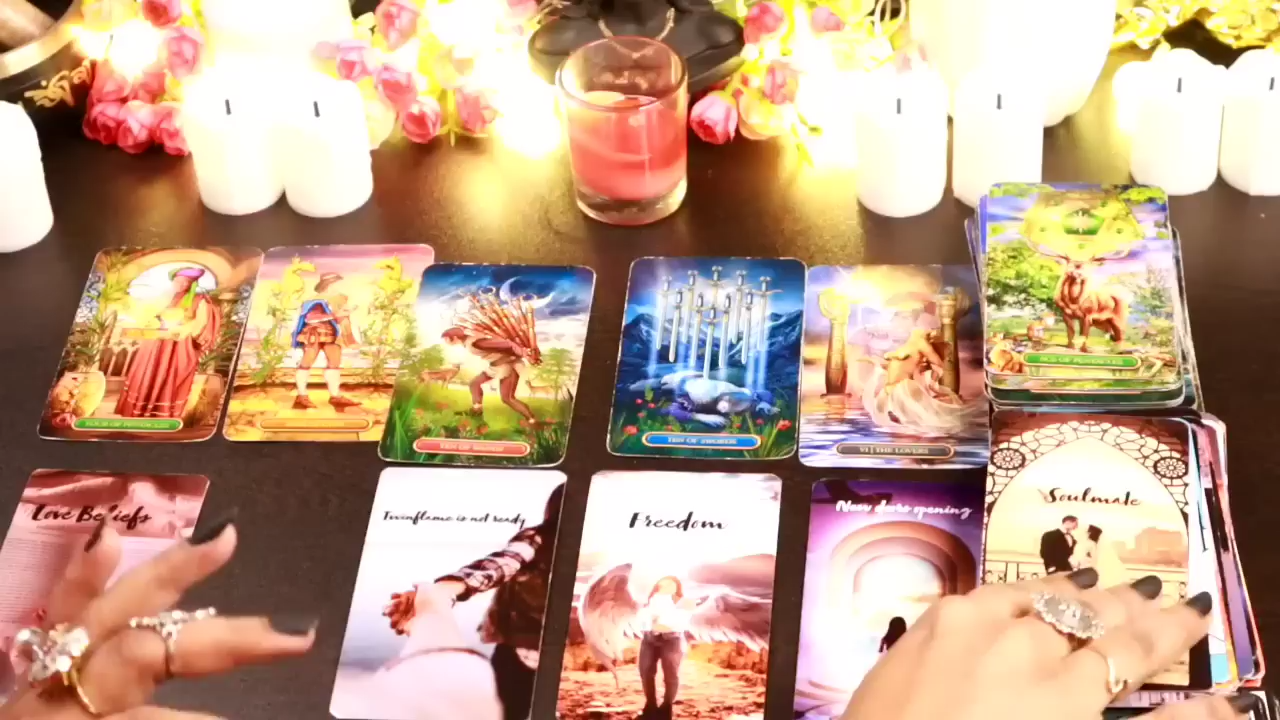 TEN OF SWORDS
VI | THE LOVERS
ACE OF PENTACLES
Love Beliefs
Twinflame is not ready
Freedom
New doors opening
Soulmate